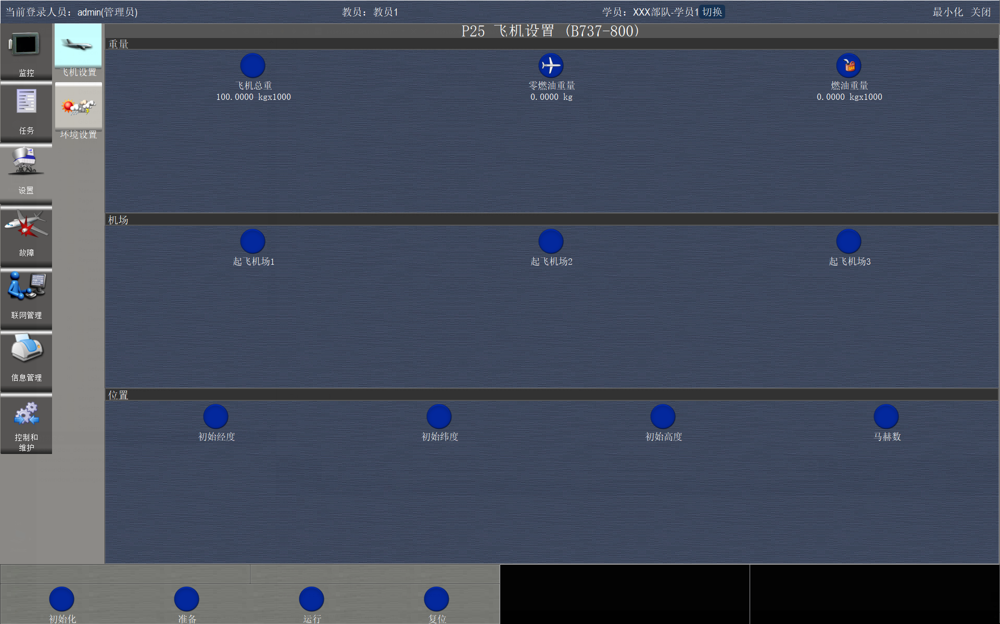 当前登录人员：admin(管理员)
教员：教员1
学员：XXX部队-学员1 切换
最小化 关闭
P25 飞机设置 (B737-800)
监控
任务
设置
故障
联网管理
信息管理
控制和
维护
飞机设置
环境设置
重量
飞机总重
100.0000 kgx1000
零燃油重量
0.0000 kg
GAS
燃油重量
0.0000 kgx1000
机场
起飞机场1
起飞机场2
起飞机场3
位置
初始经度
初始纬度
初始高度
马赫数
初始化
准备
运行
复位